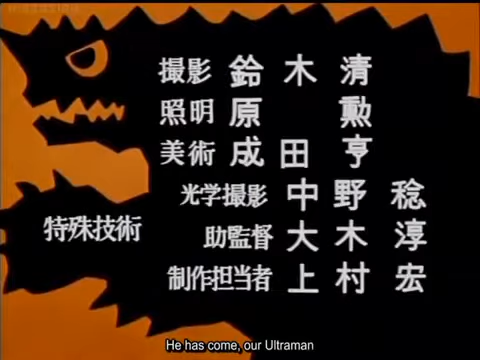 撮影 鈴木清
照明 原勲
美術 成田亨
光学撮影 中野稔
特殊技術 助監督 大木淳
制作担当者 上村宏
He has come, our Ultraman